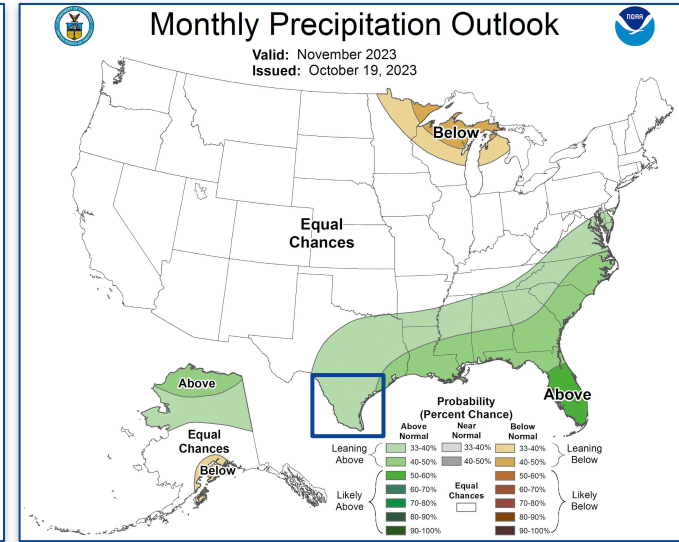 Monthly Precipitation Outlook
NOAA
Valid: November 2023
Issued: October 19, 2023
Below
Equal
Chances
Above
Equal
Chances
Below
Above
Probability
(Percent Chance)
Above
Normal
Near
Normal
Below
Normal
Leaning
Above
33-40%
33-40%
33-40%
Leaning
Below
40-50%
40-50%
40-50%
Likely
Above
50-60%
60-70%
70-80%
80-90%
90-100%
Equal
Chances
50-60%
60-70%
70-80%
80-90%
90-100%
Likely
Below